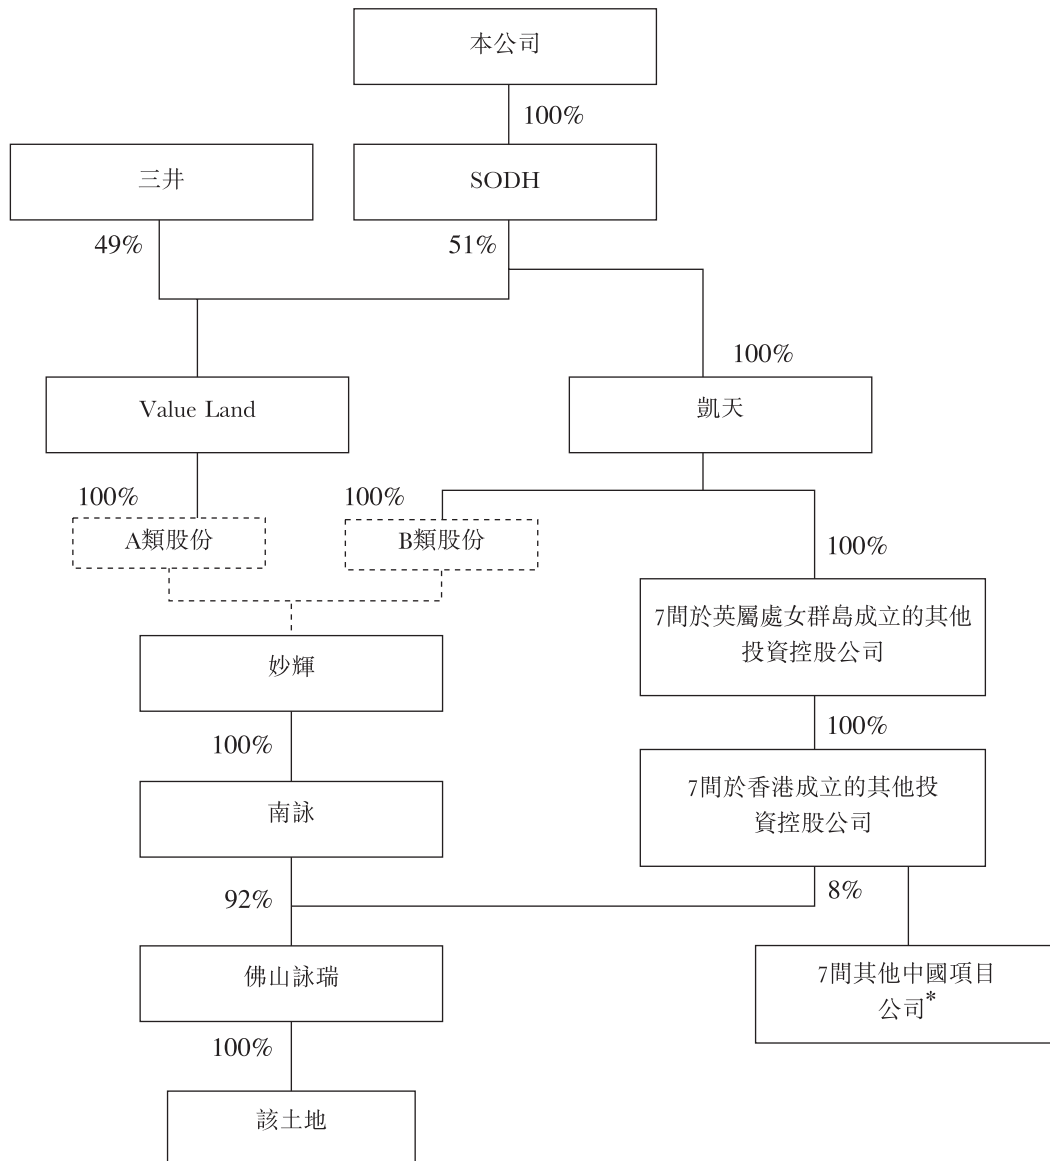 本公司
100%
三井
SODH
49%
51%
100%
Value Land
凱天
100%
100%
A類股份
B類股份
100%
7間於英屬處女群島成立的其他
投資控股公司
妙輝
100%
100%
7間於香港成立的其他投
資控股公司
南詠
92%
8%
佛山詠瑞
7間其他中國項目
公司*
100%
該土地